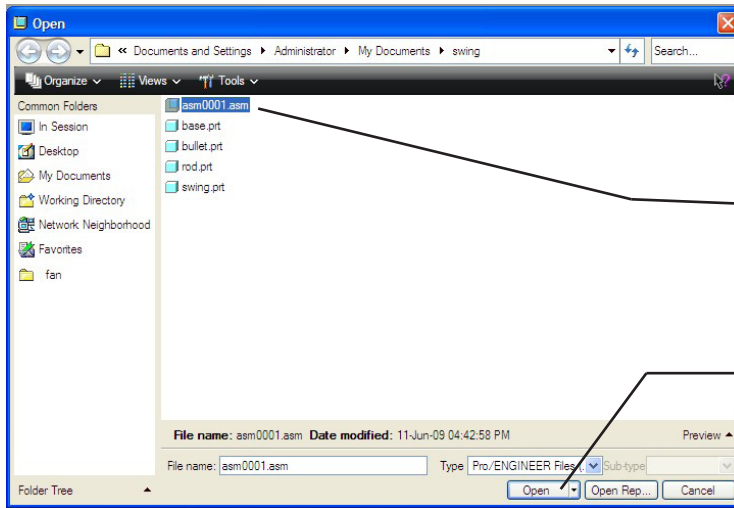 Open
« Documents and Settings Administrator My Documents swing Search...
Organize Views Tools
Common Folders
In Session
Desktop
My Documents
Working Directory
Network Neighborhood
Favorites
fan
asm0001.asm
base.prt
bullet.prt
rod.prt
swing.prt
File name: asm0001.asm Date modified: 11-Jun-09 04:42:58 PM Preview
File name: asm0001.asm Type Pro/ENGINEER Files (. Sub-type
Folder Tree
Open Open Rep... Cancel